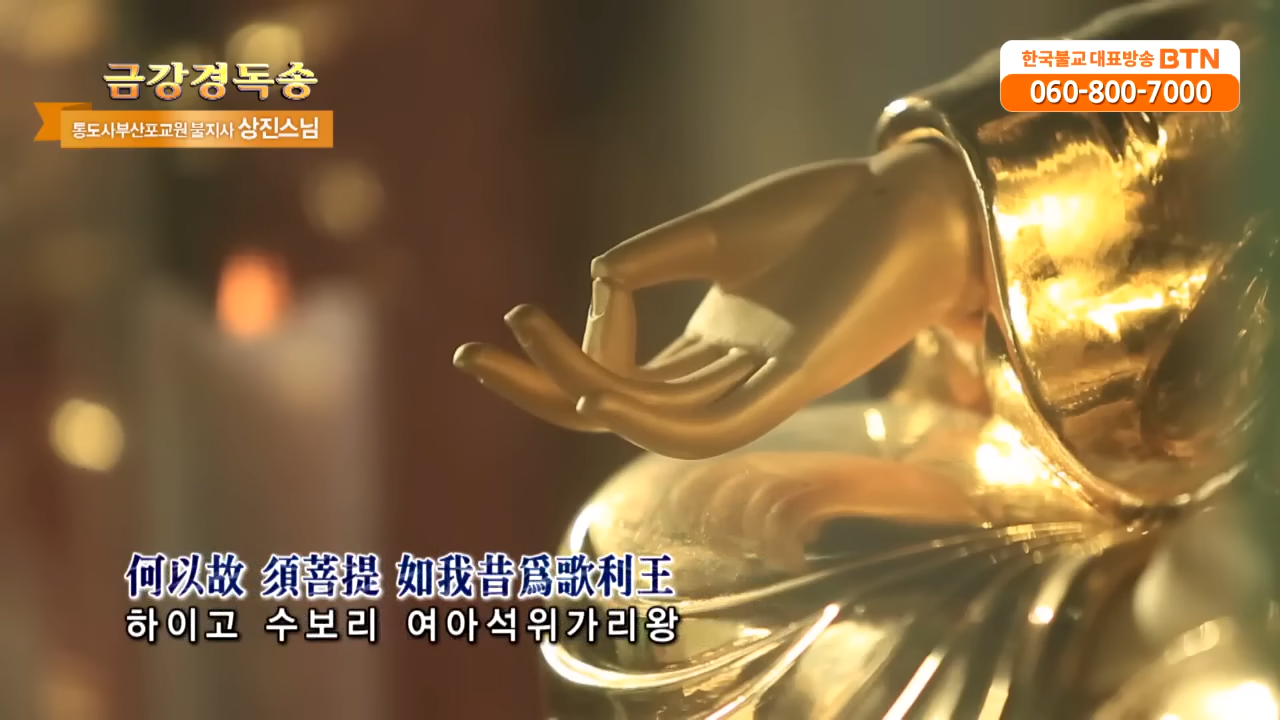 금강경독송
통도사부산포교원 불지사 상진스님
한국불교 대표방송 BTN
060-800-7000
何以故 須菩提 如我昔爲歌利王
하이고 수보리 여아석위가리왕